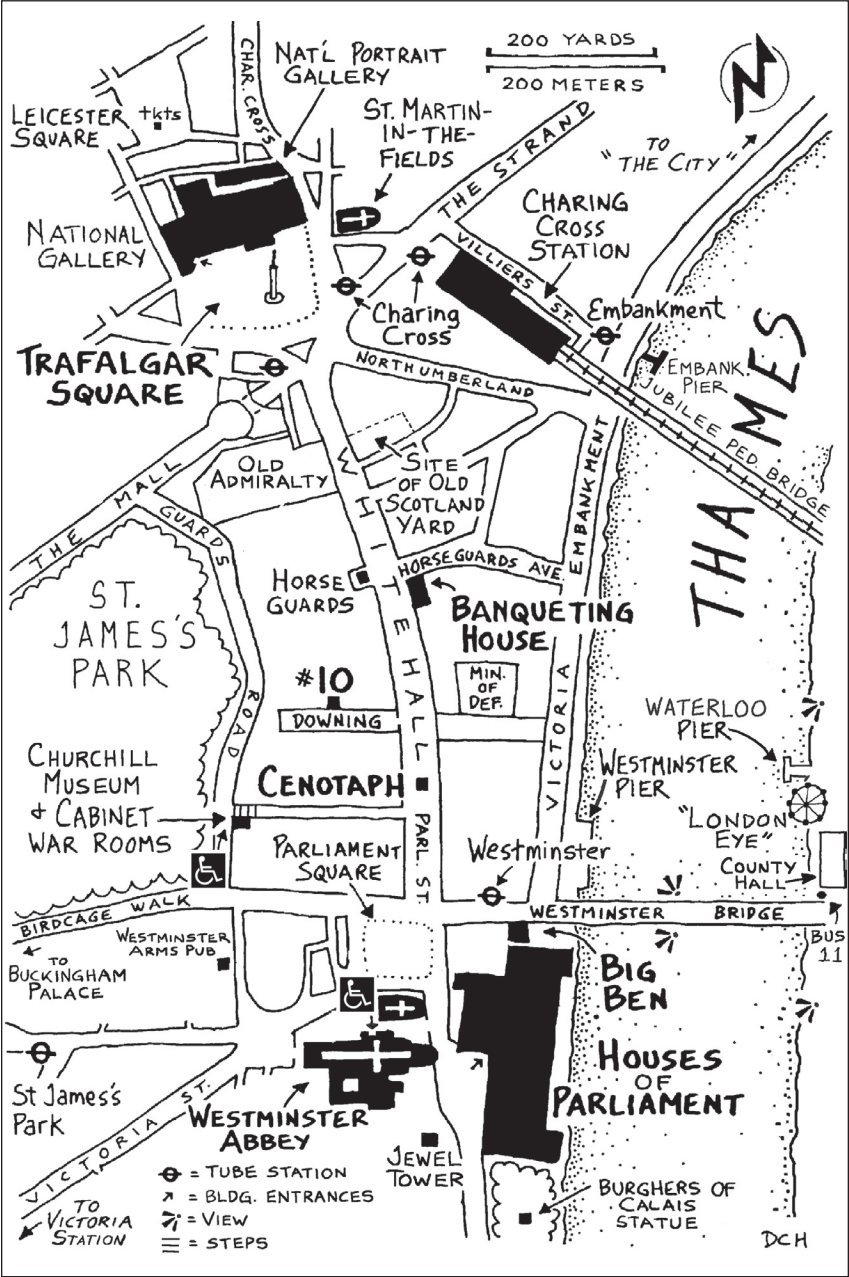 200 YARDS
200 METERS
N
CHAR. CROSS
NAT'L PORTRAIT
GALLERY
LEICESTER
SQUARE
tkts
ST. MARTIN-
IN-THE-
FIELDS
THE STRAND
"TO
THE CITY"
NATIONAL
GALLERY
CHARING
CROSS
STATION
VILLIERS ST.
Charing
Cross
Embankment
TRAFALGAR
SQUARE
EMBANK.
PIER
JUBILEE PED. BRIDGE
NORTHUMBERLAND
THAMES
THE MALL
OLD
ADMIRALTY
SITE
OF OLD
SCOTLAND
YARD
VICTORIA EMBANKMENT
GUARDS ROAD
WHITEHALL
HORSEGUARDS AVE
HORSE
GUARDS
ST.
JAMES'S
PARK
BANQUETING
HOUSE
#10
DOWNING
MIN.
OF
DEF.
WATERLOO
PIER
WESTMINSTER
PIER
CHURCHILL
MUSEUM
& CABINET
WAR ROOMS
CENOTAPH
"LONDON
EYE"
PARLIAMENT
SQUARE
PARL. ST
Westminster
COUNTY
HALL
BIRDCAGE WALK
WESTMINSTER BRIDGE
BUS
11
TO
BUCKINGHAM
PALACE
WESTMINSTER
ARMS PUB
BIG
BEN
HOUSES
OF
PARLIAMENT
St James's
Park
VICTORIA ST.
WESTMINSTER
ABBEY
JEWEL
TOWER
= TUBE STATION
= BLDG. ENTRANCES
= VIEW
= STEPS
TO
VICTORIA
STATION
BURGHERS OF
CALAIS
STATUE
DCH